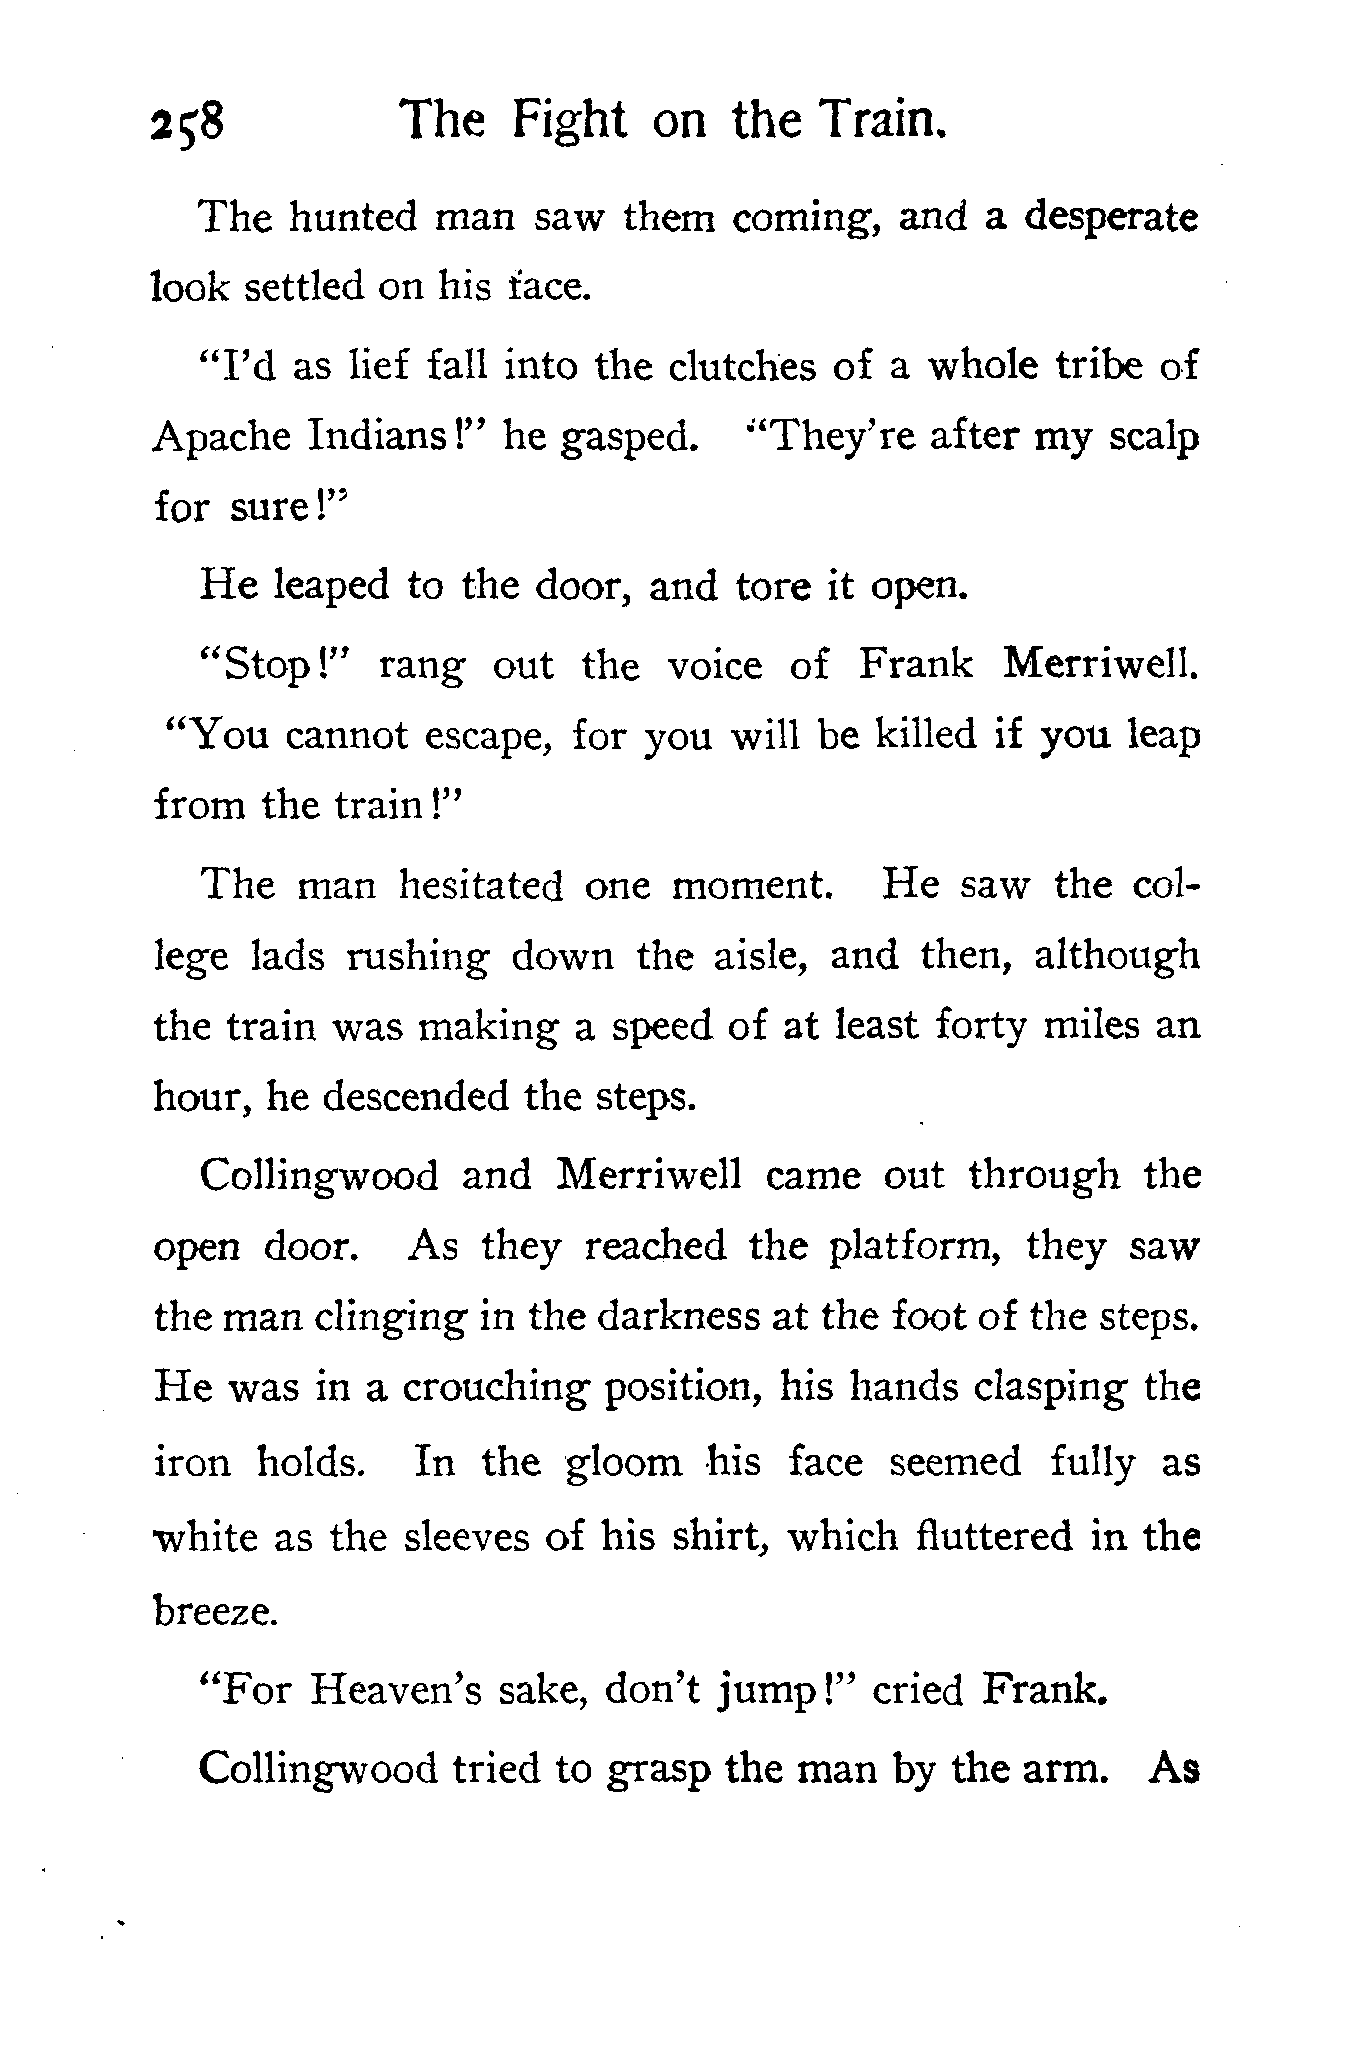 258 The Fight on the Train.
The hunted man saw them coming, and a desperate
look settled on his face.
“I’d as lief fall into the clutches of a whole tribe of
Apache Indians!” he gasped. “They’re after my scalp
for sure!”
He leaped to the door, and tore it open.
“Stop!” rang out the voice of Frank Merriwell.
“You cannot escape, for you will be killed if you leap
from the train!”
The man hesitated one moment. He saw the col-
lege lads rushing down the aisle, and then, although
the train was making a speed of at least forty miles an
hour, he descended the steps.
Collingwood and Merriwell came out through the
open door. As they reached the platform, they saw
the man clinging in the darkness at the foot of the steps.
He was in a crouching position, his hands clasping the
iron holds. In the gloom his face seemed fully as
white as the sleeves of his shirt, which fluttered in the
breeze.
“For Heaven’s sake, don’t jump!” cried Frank.
Collingwood tried to grasp the man by the arm. As